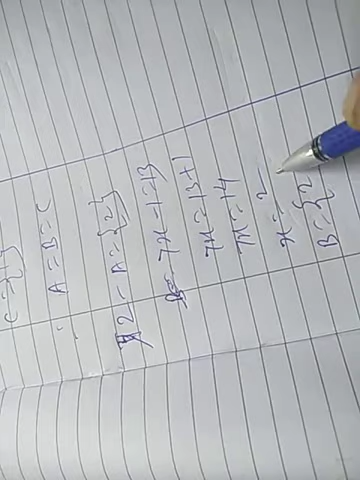 A = B = C
2 - A = {2}
7x - 1 = 13
7x = 13 + 1
7x = 14
x = 2
B = {2